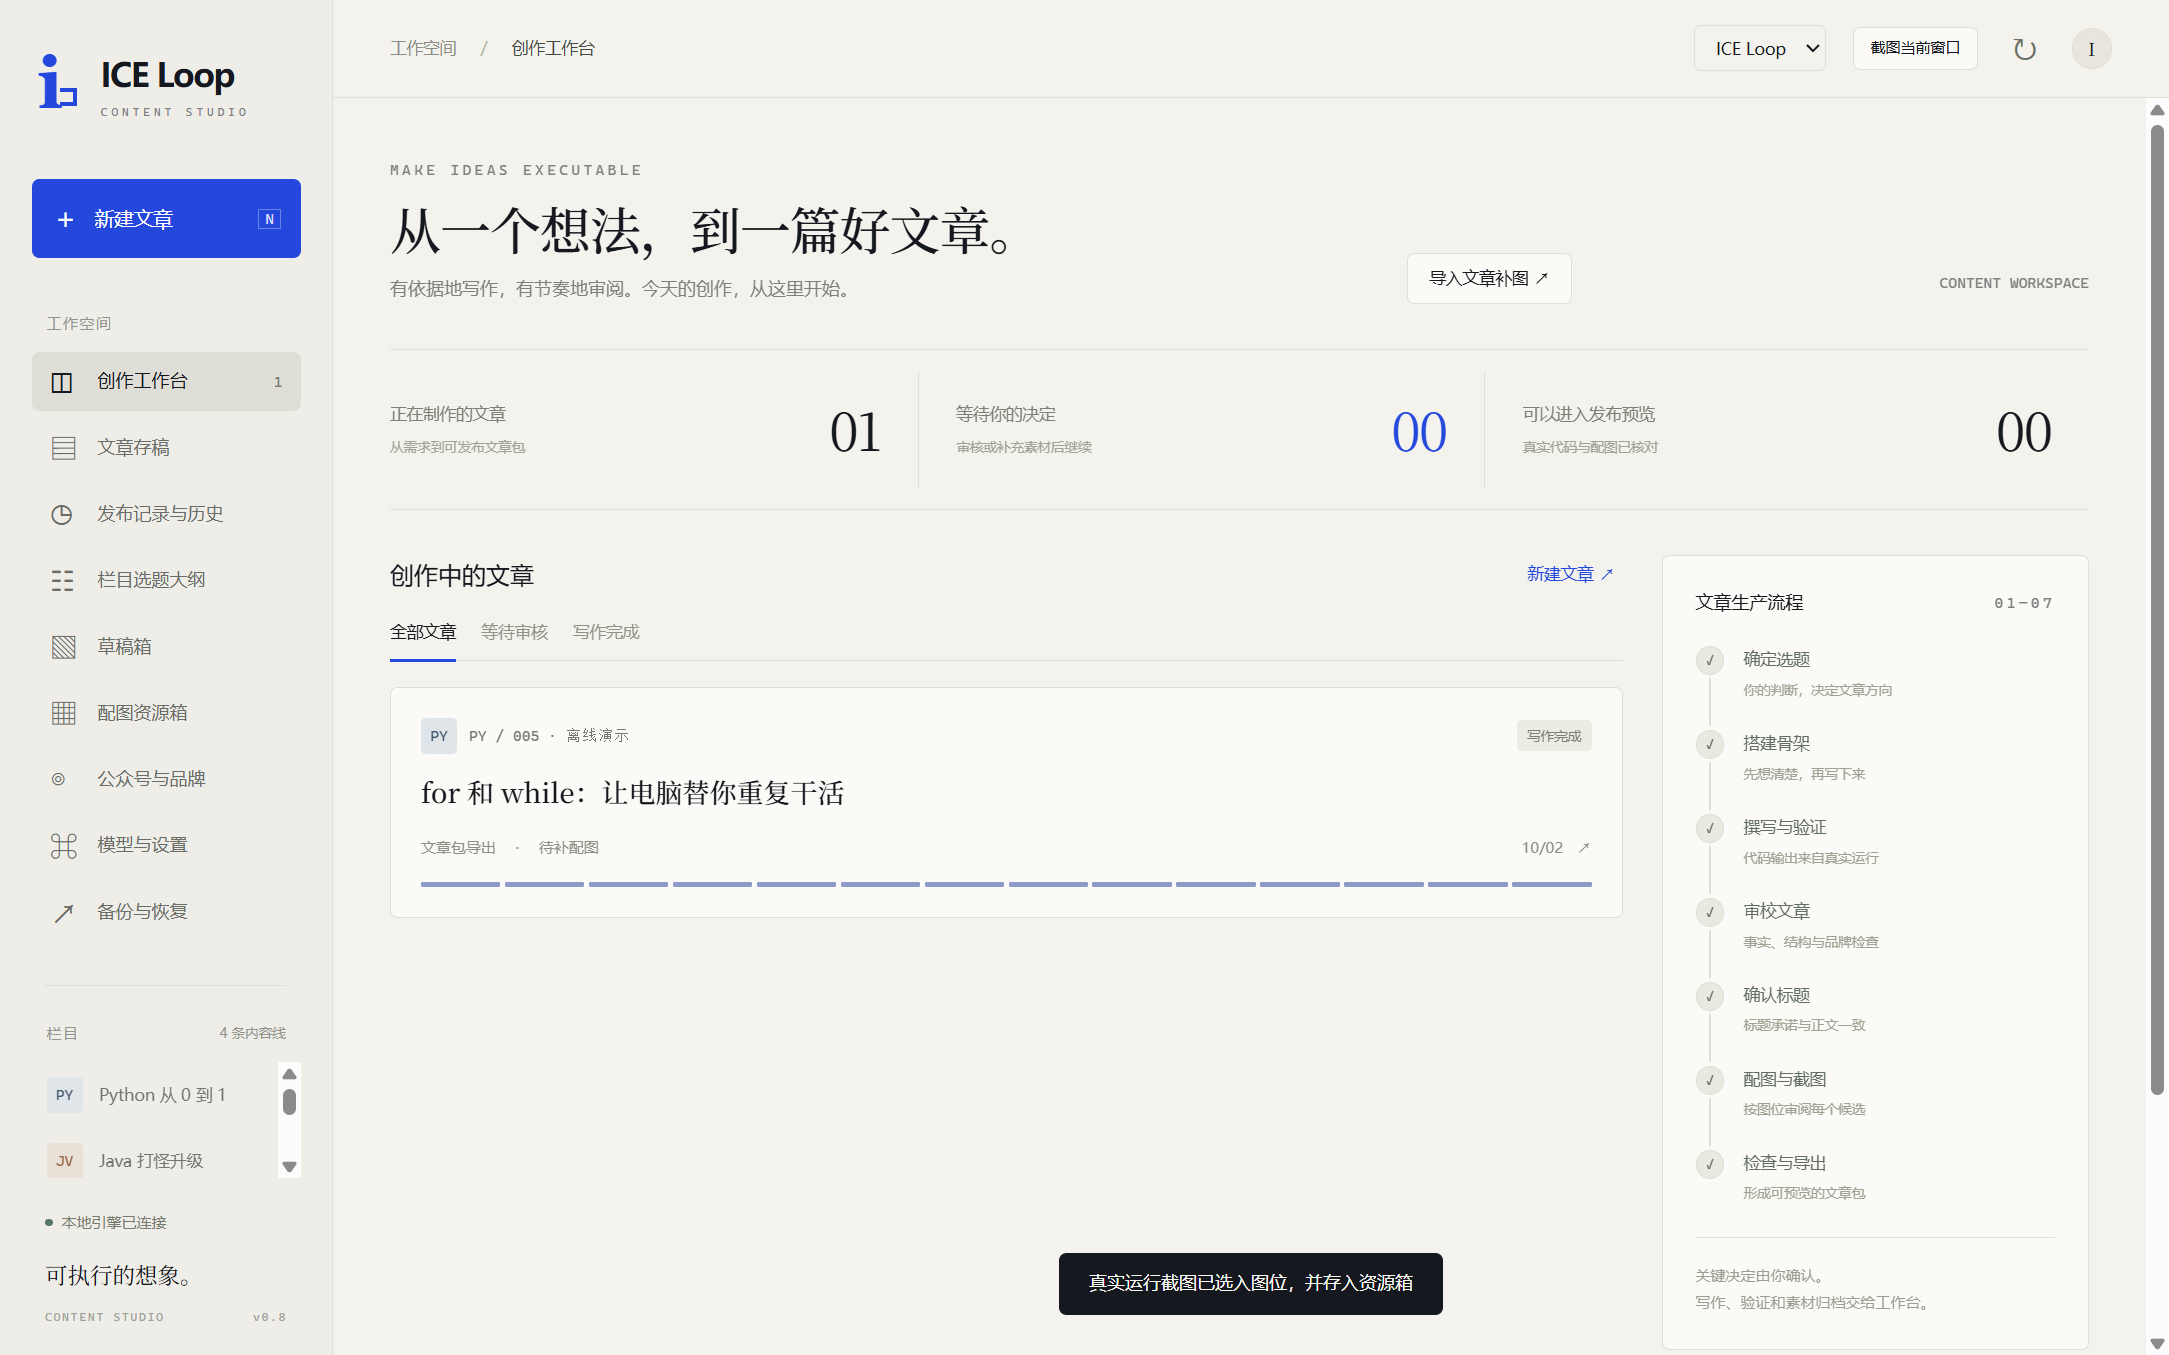 ICE Loop
CONTENT STUDIO
+ 新建文章 N
工作空间
创作工作台 1
文章存稿
发布记录与历史
栏目选题大纲
草稿箱
配图资源箱
公众号与品牌
模型与设置
备份与恢复
栏目 4 条内容线
PY Python 从 0 到 1
JV Java 打怪升级
本地引擎已连接
可执行的想象。
CONTENT STUDIO v0.8
工作空间 / 创作工作台
ICE Loop
截图当前窗口
I
MAKE IDEAS EXECUTABLE
从一个想法，到一篇好文章。
有依据地写作，有节奏地审阅。今天的创作，从这里开始。
导入文章补图 ↗
CONTENT WORKSPACE
正在制作的文章
从需求到可发布文章包
01
等待你的决定
审核或补充素材后继续
00
可以进入发布预览
真实代码与配图已核对
00
创作中的文章
新建文章 ↗
全部文章 等待审核 写作完成
PY PY / 005 · 离线演示
写作完成
for 和 while：让电脑替你重复干活
文章包导出 · 待补配图
10/02 ↗
文章生产流程 01—07
✓ 确定选题
你的判断，决定文章方向
✓ 搭建骨架
先想清楚，再写下来
✓ 撰写与验证
代码输出来自真实运行
✓ 审校文章
事实、结构与品牌检查
✓ 确认标题
标题承诺与正文一致
✓ 配图与截图
按图位审阅每个候选
✓ 检查与导出
形成可预览的文章包
关键决定由你确认。
写作、验证和素材归档交给工作台。
真实运行截图已选入图位，并存入资源箱